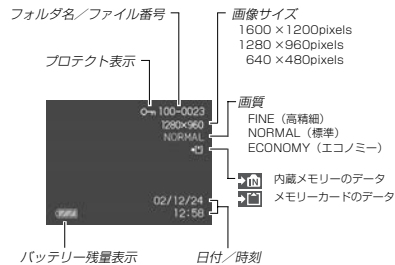 フォルダ名／ファイル番号
画像サイズ
1600×1200pixels
1280×960pixels
640×480pixels
プロテクト表示
100-0023
1280×960
NORMAL
画質
FINE（高精細）
NORMAL（標準）
ECONOMY（エコノミー）
IN 内蔵メモリーのデータ
メモリーカードのデータ
02/12/24
12:58
バッテリー残量表示
日付／時刻